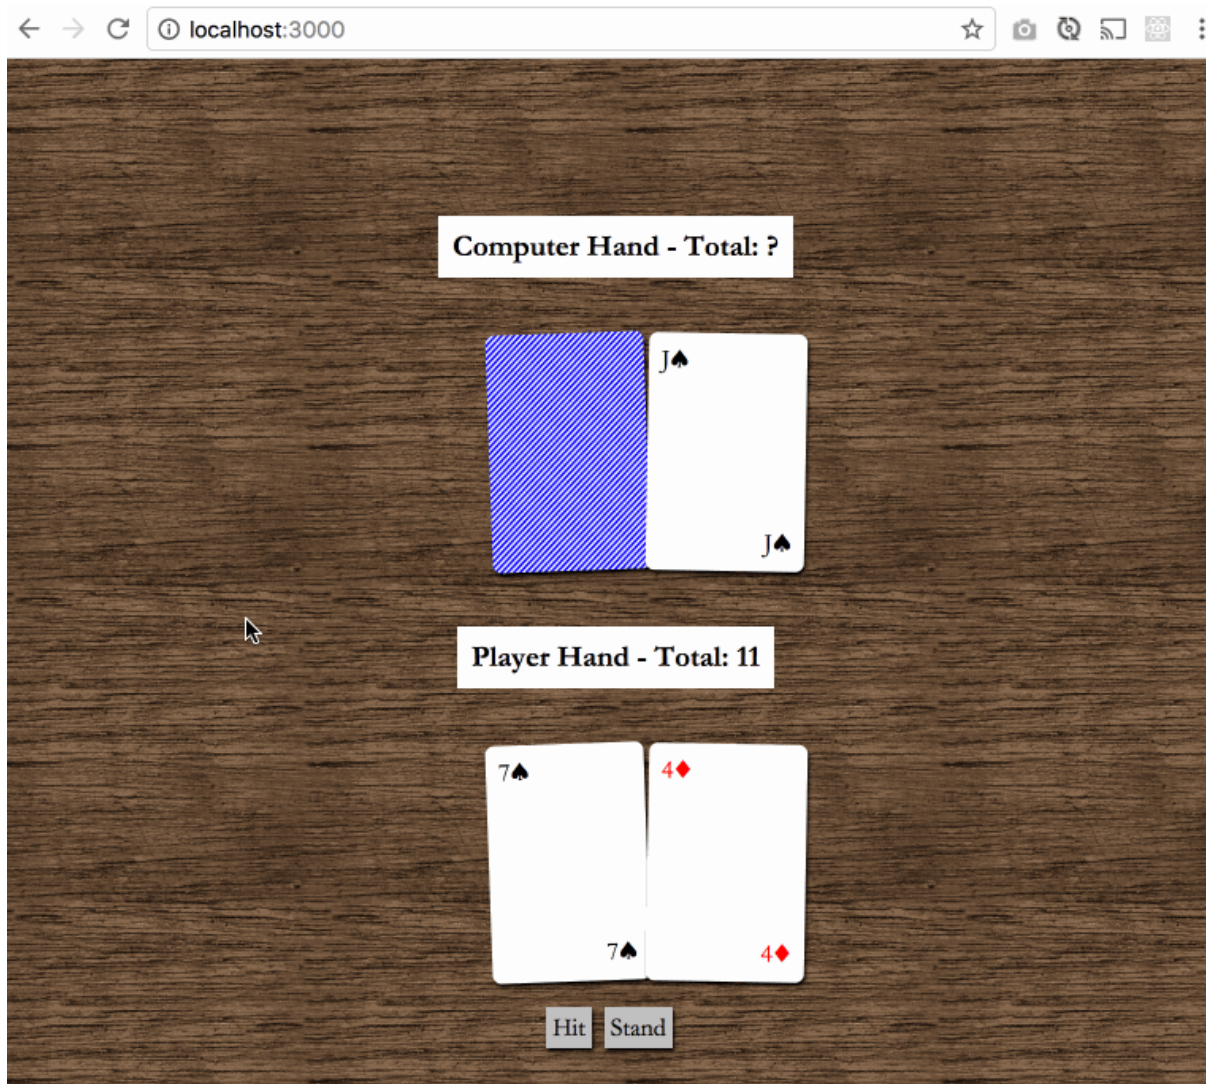 localhost:3000
Computer Hand - Total: ?
J♠
J♠
Player Hand - Total: 11
7♠ 4♦
7♠ 4♦
Hit Stand